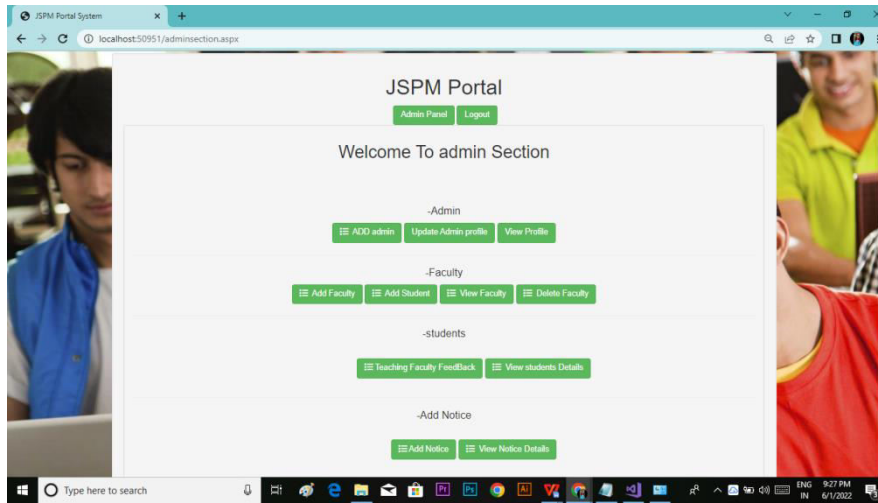 JSPM Portal System
localhost:50951/adminsection.aspx
JSPM Portal
Admin Panel Logout
Welcome To admin Section
-Admin
ADD admin Update Admin profile View Profile
-Faculty
Add Faculty Add Student View Faculty Delete Faculty
-students
Teaching Faculty FeedBack View students Details
-Add Notice
Add Notice View Notice Details
Type here to search
Pr Ps Ai
ENG 9:27 PM
IN 6/1/2022